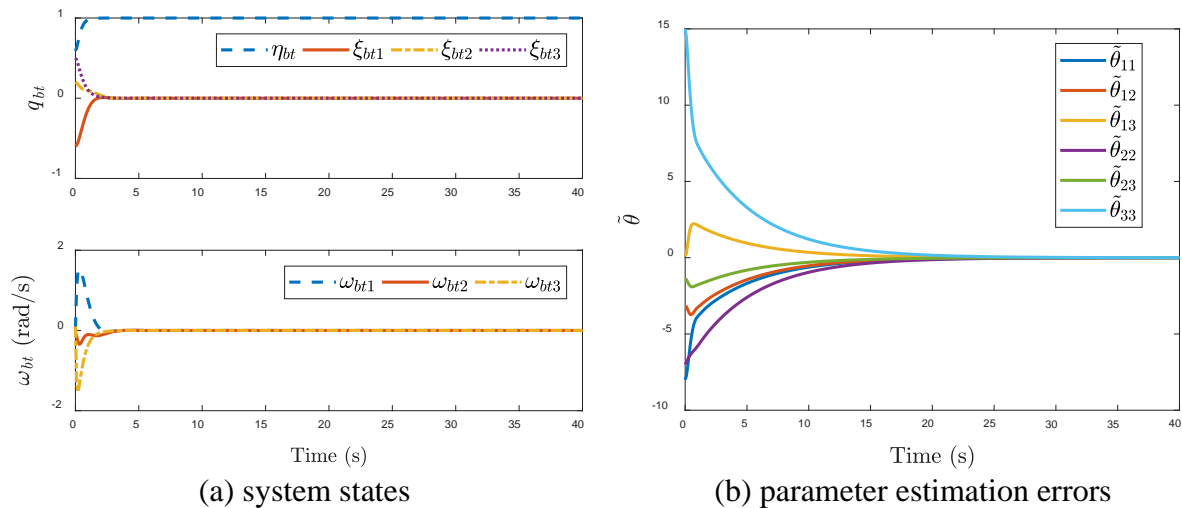 1
0
-1
q_{bt}
η_{bt} ξ_{bt1} ξ_{bt2} ξ_{bt3}
0 5 10 15 20 25 30 35 40
2
0
-2
ω_{bt} (rad/s)
ω_{bt1} ω_{bt2} ω_{bt3}
0 5 10 15 20 25 30 35 40
Time (s)
(a) system states
15
10
5
0
-5
-10
θ̃
θ̃_{11}
θ̃_{12}
θ̃_{13}
θ̃_{22}
θ̃_{23}
θ̃_{33}
0 5 10 15 20 25 30 35 40
Time (s)
(b) parameter estimation errors